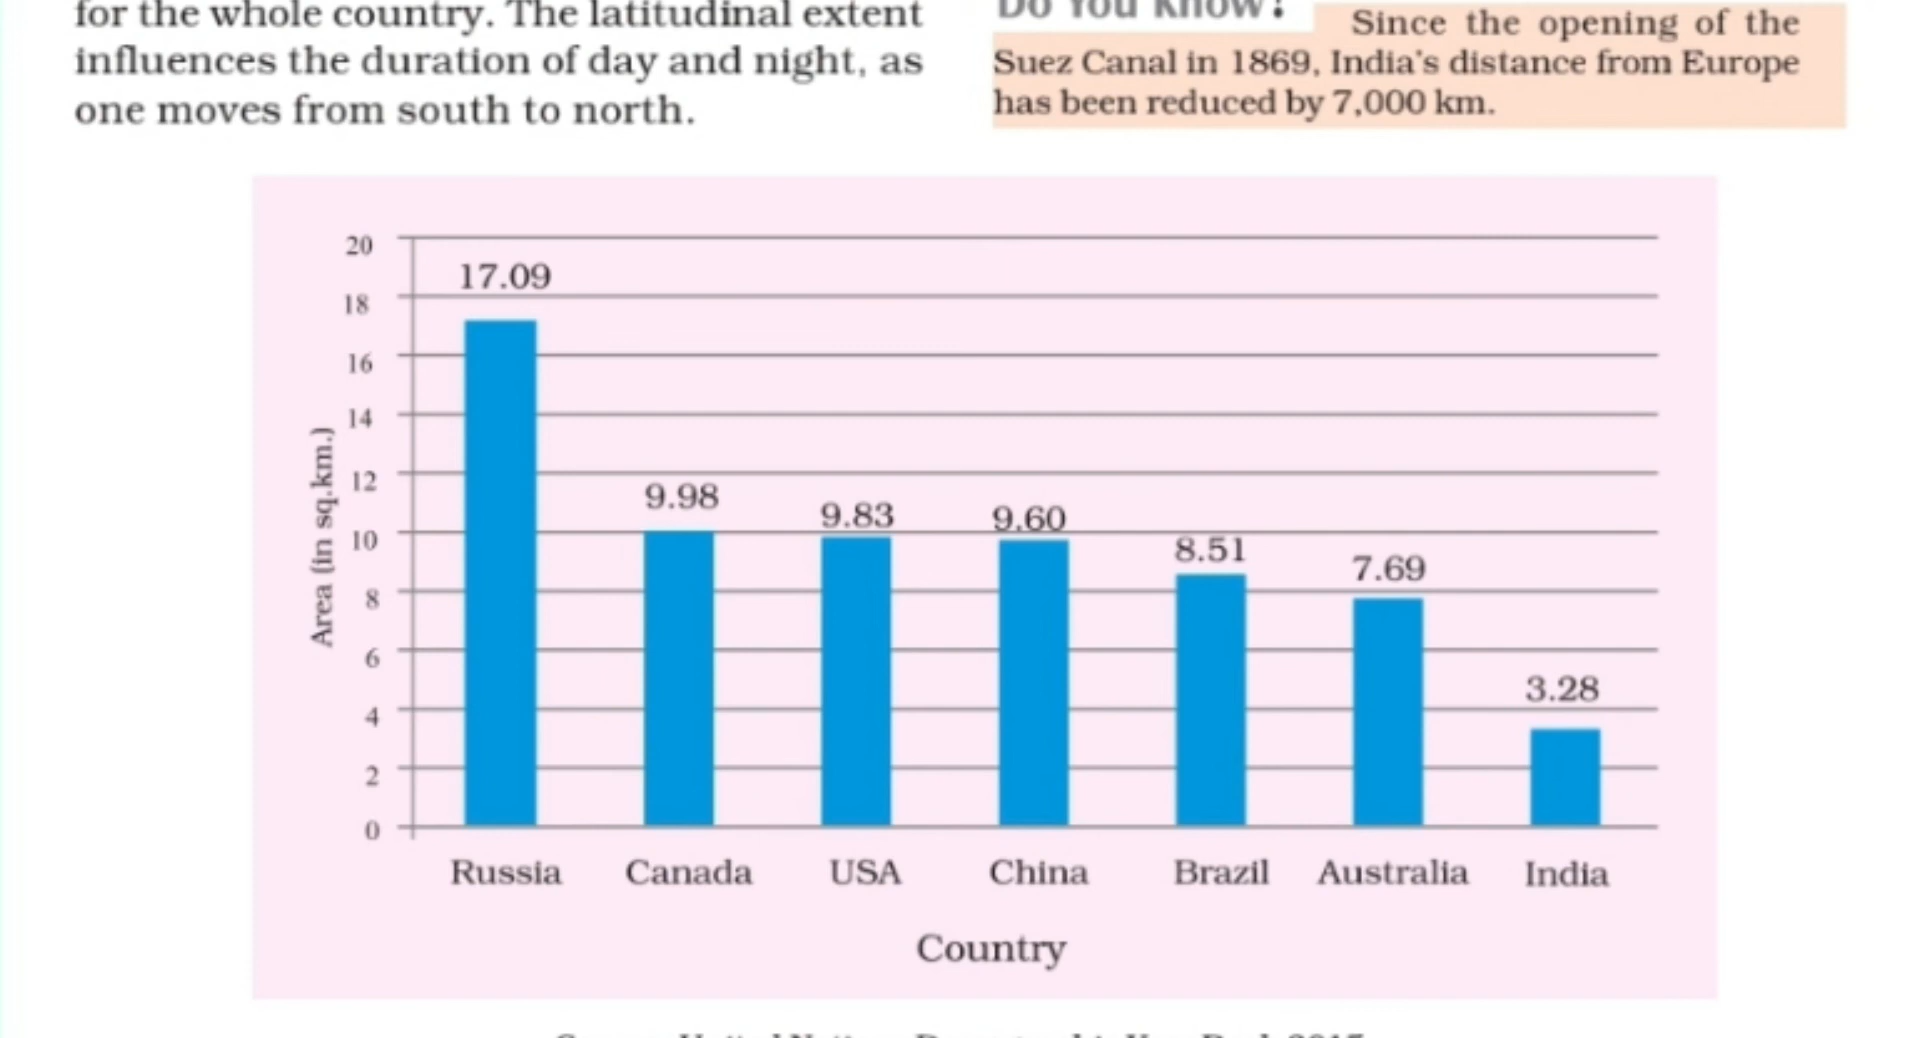 for the whole country. The latitudinal extent
influences the duration of day and night, as
one moves from south to north.
Do You Know?
Since the opening of the
Suez Canal in 1869, India's distance from Europe
has been reduced by 7,000 km.
Area (in sq.km.)
20
18
16
14
12
10
8
6
4
2
0
17.09
9.98
9.83
9.60
8.51
7.69
3.28
Russia Canada USA China Brazil Australia India
Country